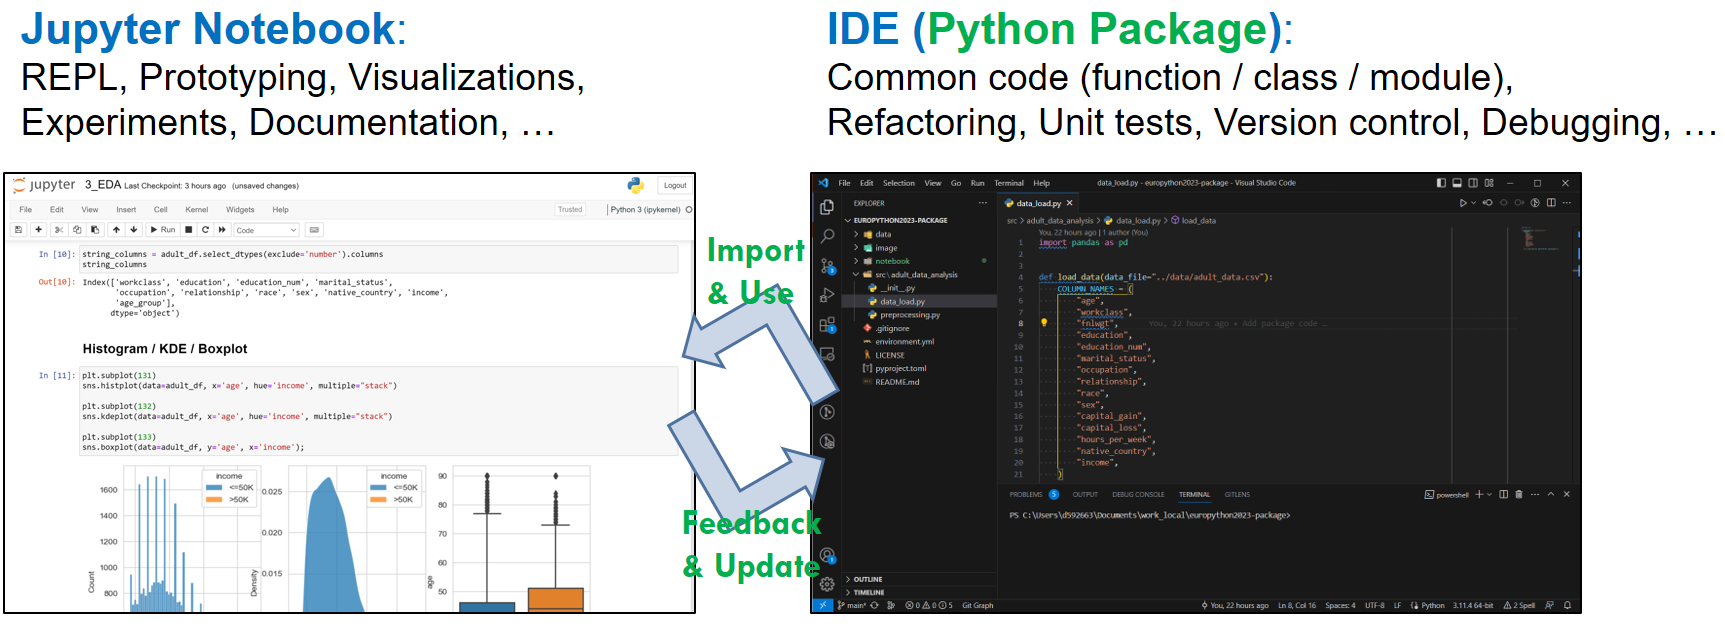 Jupyter Notebook:
REPL, Prototyping, Visualizations,
Experiments, Documentation, …
IDE (Python Package):
Common code (function / class / module),
Refactoring, Unit tests, Version control, Debugging, …
jupyter 3_EDA Last Checkpoint: 3 hours ago (unsaved changes)
Logout
File Edit View Insert Cell Kernel Widgets Help
Trusted
Python 3 (ipykernel)
Run
Code
In [10]: string_columns = adult_df.select_dtypes(exclude='number').columns
string_columns
Out[10]: Index(['workclass', 'education', 'education_num', 'marital_status',
'occupation', 'relationship', 'race', 'sex', 'native_country', 'income',
'age_group'],
dtype='object')
Histogram / KDE / Boxplot
In [11]: plt.subplot(131)
sns.histplot(data=adult_df, x='age', hue='income', multiple="stack")
plt.subplot(132)
sns.kdeplot(data=adult_df, x='age', hue='income', multiple="stack")
plt.subplot(133)
sns.boxplot(data=adult_df, y='age', x='income');
1600
1400
1200
1000
800
Count
income
<=50K
>50K
0.025
0.020
0.015
Density
income
<=50K
>50K
90
80
70
60
50
age
Import
& Use
Feedback
& Update
File Edit Selection View Go Run Terminal Help
data_load.py - europython2023-package - Visual Studio Code
EXPLORER
EUROPYTHON2023-PACKAGE
data
image
notebook
src\adult_data_analysis
__init__.py
data_load.py
preprocessing.py
.gitignore
environment.yml
LICENSE
pyproject.toml
README.md
OUTLINE
TIMELINE
data_load.py
src > adult_data_analysis > data_load.py > load_data
You, 22 hours ago | 1 author (You)
1 import pandas as pd
2
3
4 def load_data(data_file="../data/adult_data.csv"):
5 COLUMN_NAMES = (
6 "age",
7 "workclass",
8 "fnlwgt", You, 22 hours ago • Add package code …
9 "education",
10 "education_num",
11 "marital_status",
12 "occupation",
13 "relationship",
14 "race",
15 "sex",
16 "capital_gain",
17 "capital_loss",
18 "hours_per_week",
19 "native_country",
20 "income",
21 )
PROBLEMS 5 OUTPUT DEBUG CONSOLE TERMINAL GITLENS
powershell
PS C:\Users\d592663\Documents\work_local\europython2023-package>
main* 0 0 5 Git Graph
You, 22 hours ago Ln 8, Col 16 Spaces: 4 UTF-8 LF Python 3.11.4 64-bit 2 Spell